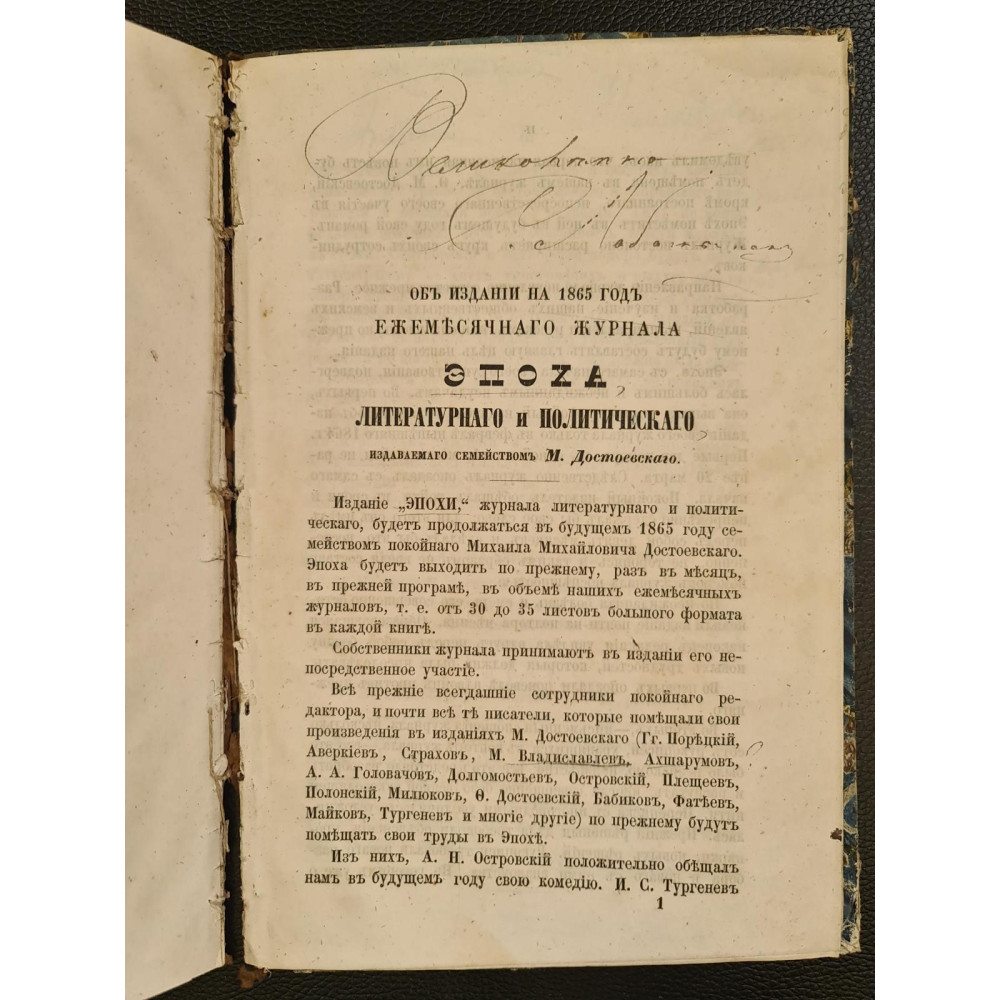 ОБЪ ИЗДАНІИ НА 1865 ГОДЪ
ЕЖЕМѢСЯЧНАГО ЖУРНАЛА
ЭПОХА
ЛИТЕРАТУРНАГО и ПОЛИТИЧЕСКАГО
ИЗДАВАЕМАГО СЕМЕЙСТВОМЪ М. Достоевскаго.
Изданіе „ЭПОХИ,“ журнала литературнаго и полити-
ческаго, будетъ продолжаться въ будущемъ 1865 году се-
мействомъ покойнаго Михаила Михайловича Достоевскаго.
Эпоха будетъ выходить по прежнему, разъ въ мѣсяцъ,
въ прежней програмѣ, въ объемѣ нашихъ ежемѣсячныхъ
журналовъ, т. е. отъ 30 до 35 листовъ большого формата
въ каждой книгѣ.
Собственники журнала принимаютъ въ изданіи его не-
посредственное участіе.
Всѣ прежніе всегдашніе сотрудники покойнаго ре-
дактора, и почти всѣ тѣ писатели, которые помѣщали свои
произведенія въ изданіяхъ М. Достоевскаго (Гг. Порѣцкій,
Аверкіевъ, Страховъ, М. Владиславлевъ, Ахшарумовъ,
А. А. Головачовъ, Долгомостьевъ, Островскій, Плещеев,
Полонскій, Милюковъ, Ѳ. Достоевскій, Бабиковъ, Фатѣевъ,
Майковъ, Тургеневъ и многіе другіе) по прежнему будутъ
помѣщать свои труды въ Эпохѣ.
Изъ нихъ, А. Н. Островскій положительно обѣщалъ
намъ въ будущемъ году свою комедію. И. С. Тургеневъ
1